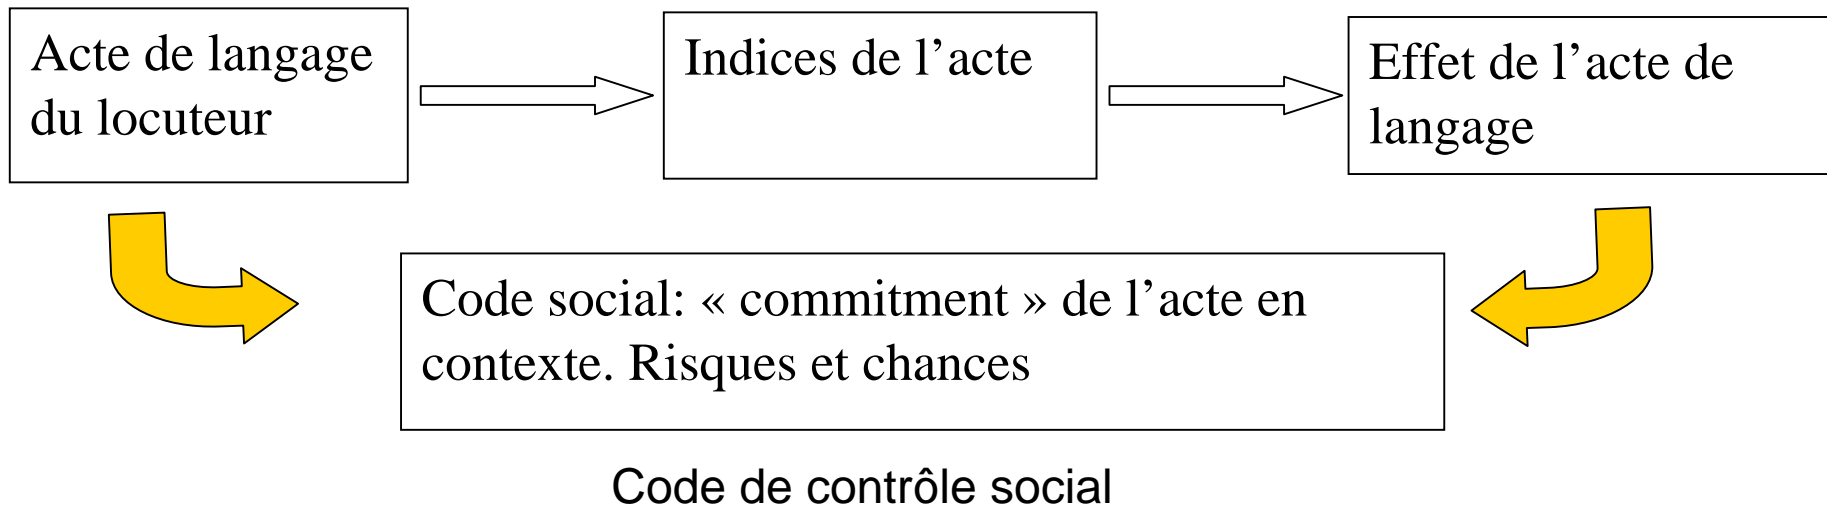 Acte de langage
du locuteur
Indices de l’acte
Effet de l’acte de
langage
Code social: « commitment » de l’acte en
contexte. Risques et chances
Code de contrôle social